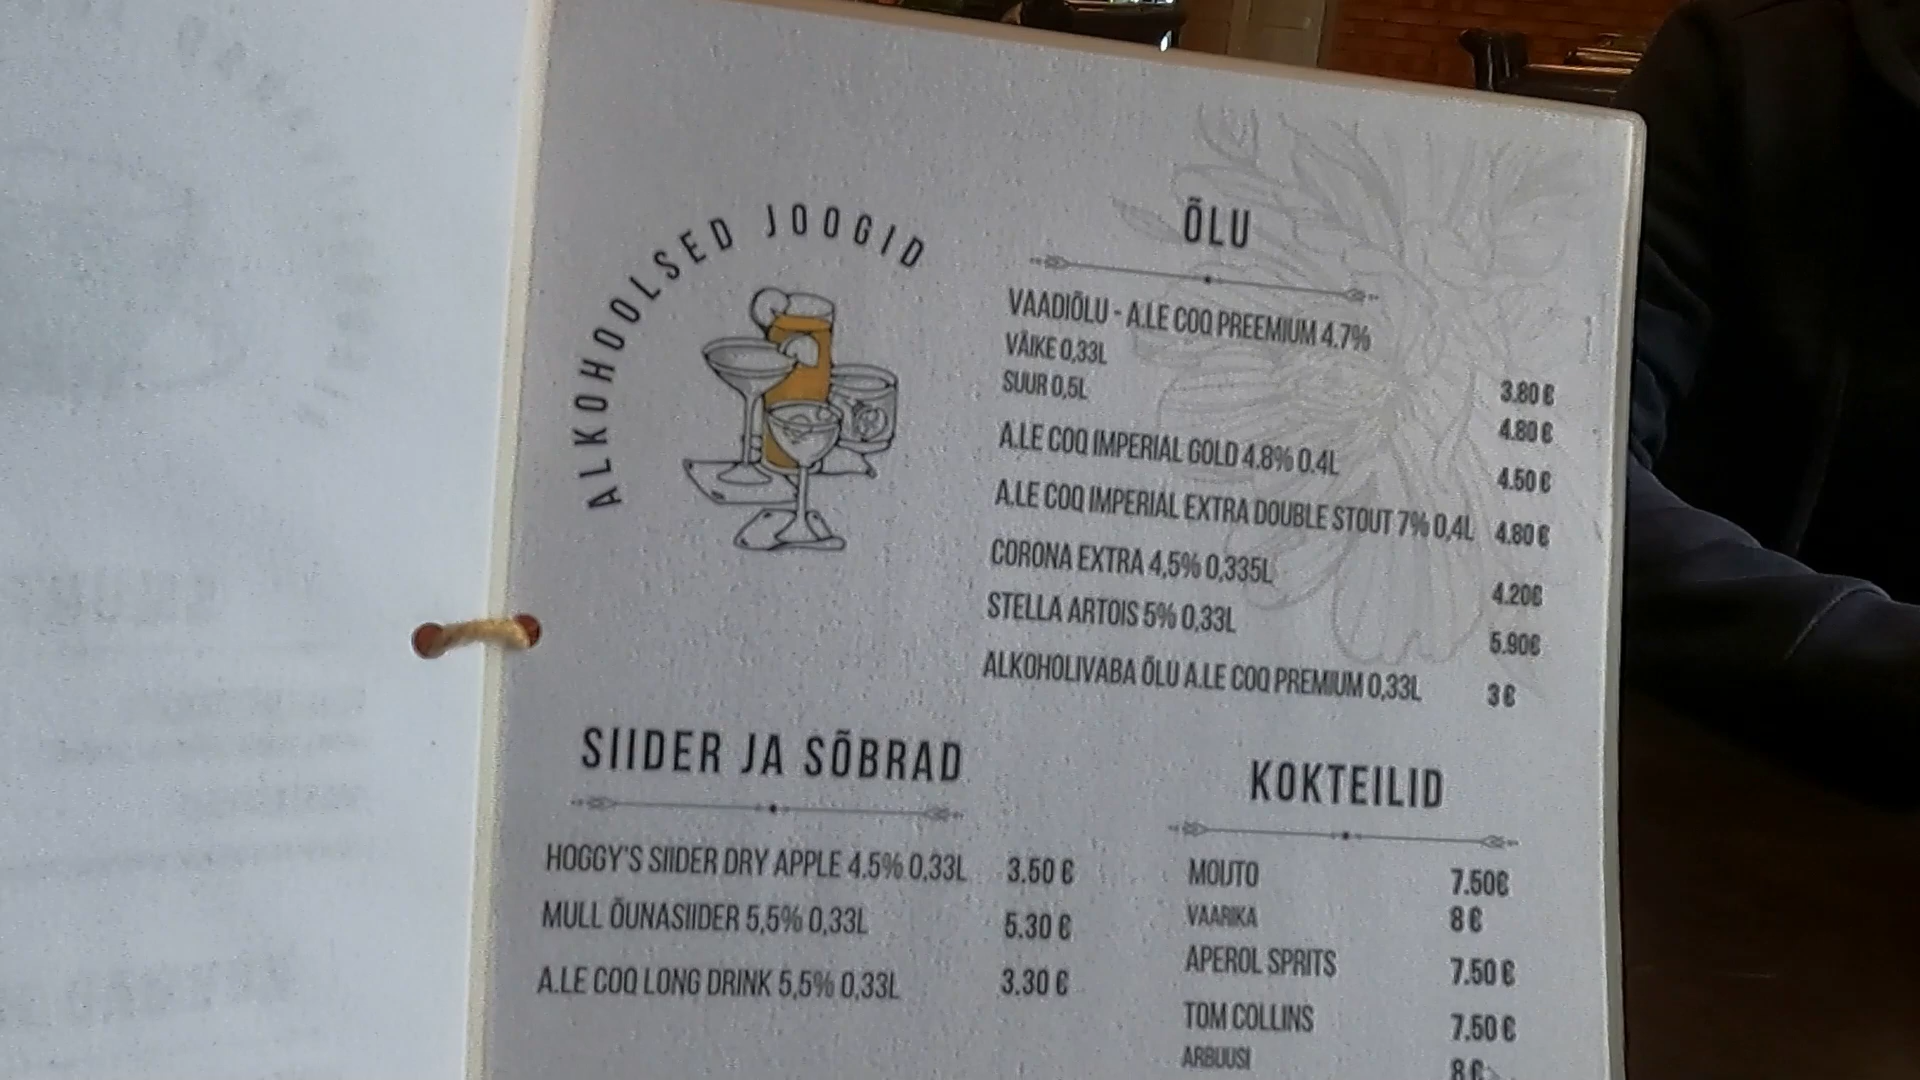 ALKOHOOLSED JOOGID
ÕLU
VAADIÕLU - A.LE COQ PREEMIUM 4.7%
VÄIKE 0,33L 3.80 €
SUUR 0,5L 4.80 €
A.LE COQ IMPERIAL GOLD 4.8% 0.4L 4.50 €
A.LE COQ IMPERIAL EXTRA DOUBLE STOUT 7% 0,4L 4.80 €
CORONA EXTRA 4,5% 0,335L 4.20€
STELLA ARTOIS 5% 0,33L 5.90€
ALKOHOLIVABA ÕLU A.LE COQ PREMIUM 0,33L 3 €
SIIDER JA SÕBRAD
HOGGY'S SIIDER DRY APPLE 4.5% 0,33L 3.50 €
MULL ÕUNASIIDER 5,5% 0,33L 5.30 €
A.LE COQ LONG DRINK 5,5% 0,33L 3.30 €
KOKTEILID
MOJITO 7.50€
VAARIKA 8 €
APEROL SPRITS 7.50 €
TOM COLLINS 7.50 €
ARBUUSI 8 €